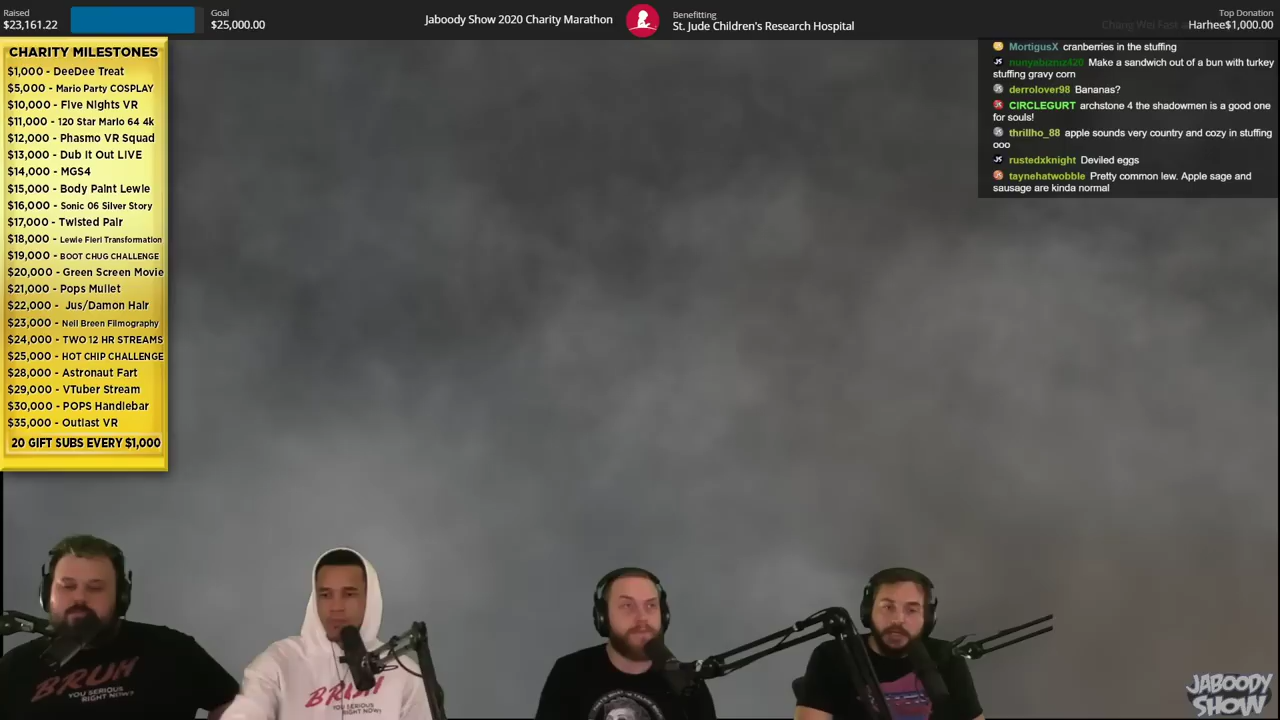 Raised
$23,161.22
Goal
$25,000.00
Jaboody Show 2020 Charity Marathon
Benefitting
St. Jude Children's Research Hospital
Top Donation
Harhee$1,000.00
CHARITY MILESTONES
$1,000 - DeeDee Treat
$5,000 - Mario Party COSPLAY
$10,000 - Five Nights VR
$11,000 - 120 Star Mario 64 4k
$12,000 - Phasmo VR Squad
$13,000 - Dub It Out LIVE
$14,000 - MGS4
$15,000 - Body Paint Lewie
$16,000 - Sonic 06 Silver Story
$17,000 - Twisted Pair
$18,000 - Lewie Fieri Transformation
$19,000 - BOOT CHUG CHALLENGE
$20,000 - Green Screen Movie
$21,000 - Pops Mullet
$22,000 - Jus/Damon Hair
$23,000 - Neil Breen Filmography
$24,000 - TWO 12 HR STREAMS
$25,000 - HOT CHIP CHALLENGE
$28,000 - Astronaut Fart
$29,000 - VTuber Stream
$30,000 - POPS Handlebar
$35,000 - Outlast VR
20 GIFT SUBS EVERY $1,000
MortigusX cranberries in the stuffing
nunyabizniz420 Make a sandwich out of a bun with turkey
stuffing gravy corn
derrolover98 Bananas?
CIRCLEGURT archstone 4 the shadowmen is a good one
for souls!
thrillho_88 apple sounds very country and cozy in stuffing
ooo
rustedxknight Deviled eggs
taynehatwobble Pretty common lew. Apple sage and
sausage are kinda normal
BRUH
YOU SERIOUS
RIGHT NOW?
BRUH
YOU SERIOUS
RIGHT NOW?
JABOODY
SHOW